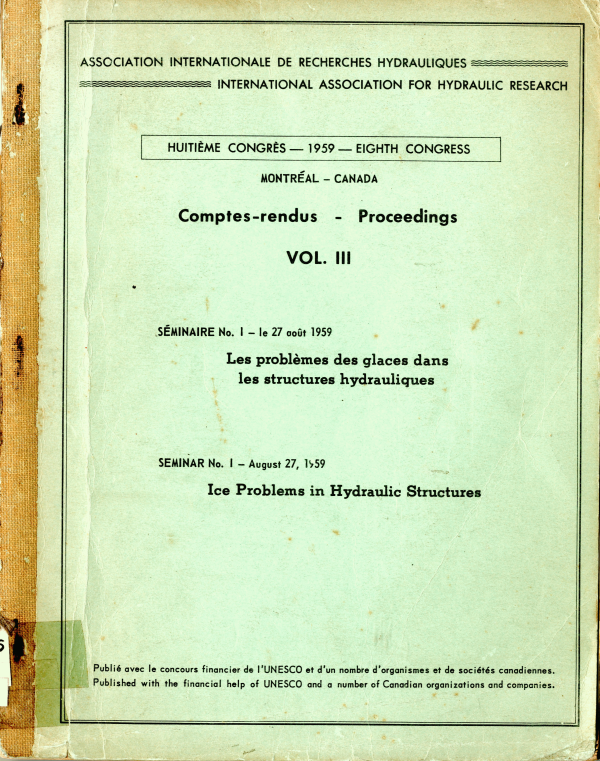 ASSOCIATION INTERNATIONALE DE RECHERCHES HYDRAULIQUES
INTERNATIONAL ASSOCIATION FOR HYDRAULIC RESEARCH
HUITIÈME CONGRÈS — 1959 — EIGHTH CONGRESS
MONTRÉAL - CANADA
Comptes-rendus - Proceedings
VOL. III
SÉMINAIRE No. I - le 27 août 1959
Les problèmes des glaces dans
les structures hydrauliques
SEMINAR No. I - August 27, 1959
Ice Problems in Hydraulic Structures
Publié avec le concours financier de l'UNESCO et d'un nombre d'organismes et de sociétés canadiennes.
Published with the financial help of UNESCO and a number of Canadian organizations and companies.